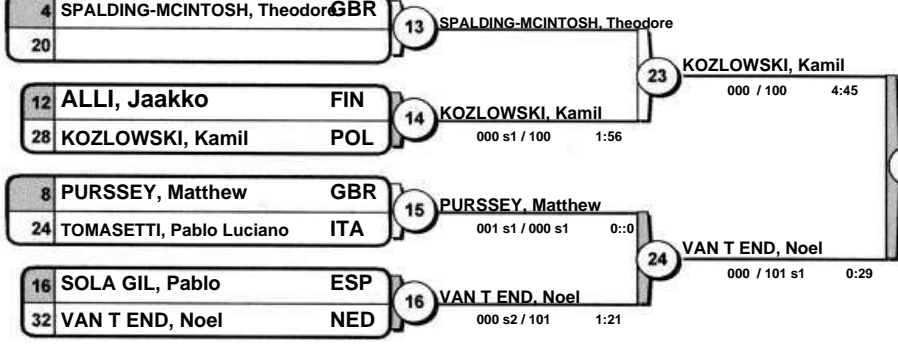 4 SPALDING-MCINTOSH, Theodore GBR
20
13
SPALDING-MCINTOSH, Theodore
12 ALLI, Jaakko FIN
28 KOZLOWSKI, Kamil POL
14
KOZLOWSKI, Kamil
000 s1 / 100 1:56
23
KOZLOWSKI, Kamil
000 / 100 4:45
8 PURSSEY, Matthew GBR
24 TOMASETTI, Pablo Luciano ITA
15
PURSSEY, Matthew
001 s1 / 000 s1 0::0
16 SOLA GIL, Pablo ESP
32 VAN T END, Noel NED
16
VAN T END, Noel
000 s2 / 101 1:21
24
VAN T END, Noel
000 / 101 s1 0:29